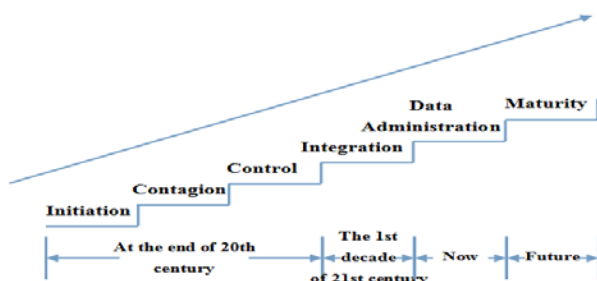 Data
Administration
Maturity
Integration
Control
Contagion
Initiation
At the end of 20th
century
The 1st
decade
of 21st century
Now
Future